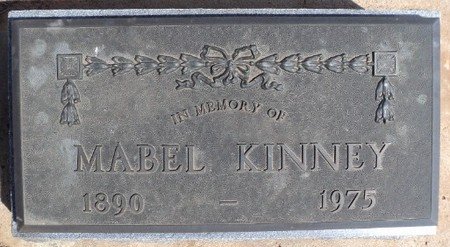 IN MEMORY OF
MABEL KINNEY
1890 — 1975